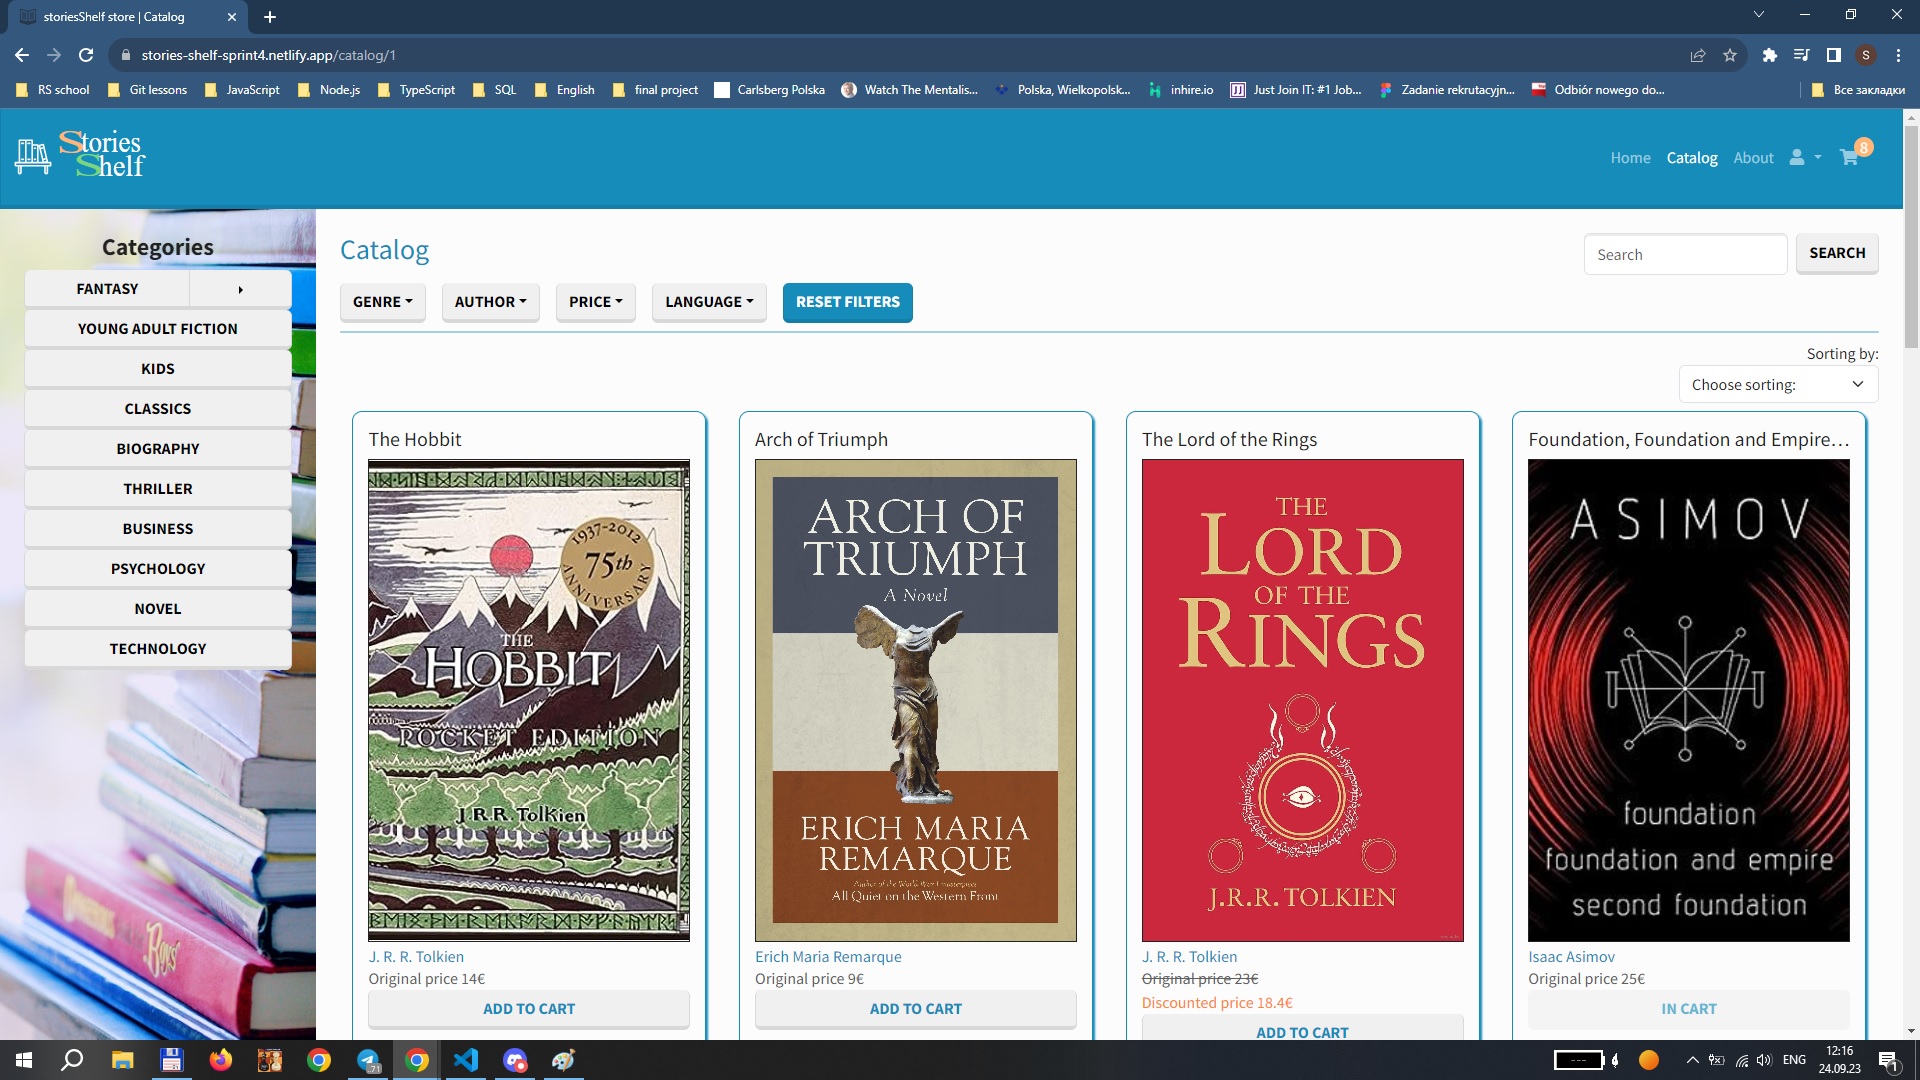 storiesShelf store | Catalog
stories-shelf-sprint4.netlify.app/catalog/1
S
RS school
Git lessons
JavaScript
Node.js
TypeScript
SQL
English
final project
Carlsberg Polska
Watch The Mentalis...
Polska, Wielkopolsk...
inhire.io
Just Join IT: #1 Job...
Zadanie rekrutacyjn...
Odbiór nowego do...
Все закладки
Stories
Shelf
Home
Catalog
About
8
Categories
FANTASY
YOUNG ADULT FICTION
KIDS
CLASSICS
BIOGRAPHY
THRILLER
BUSINESS
PSYCHOLOGY
NOVEL
TECHNOLOGY
Catalog
Search
SEARCH
GENRE
AUTHOR
PRICE
LANGUAGE
RESET FILTERS
Sorting by:
Choose sorting:
The Hobbit
1937-2012
75th
ANNIVERSARY
THE
HOBBIT
POCKET EDITION
J.R.R. Tolkien
J. R. R. Tolkien
Original price 14€
ADD TO CART
Arch of Triumph
ARCH OF
TRIUMPH
A Novel
ERICH MARIA
REMARQUE
All Quiet on the Western Front
Erich Maria Remarque
Original price 9€
ADD TO CART
The Lord of the Rings
THE
LORD
OF THE
RINGS
J.R.R. TOLKIEN
J. R. R. Tolkien
Original price 23€
Discounted price 18.4€
ADD TO CART
Foundation, Foundation and Empire...
ASIMOV
foundation
foundation and empire
second foundation
Isaac Asimov
Original price 25€
IN CART
71
ENG
12:16
24.09.23
1